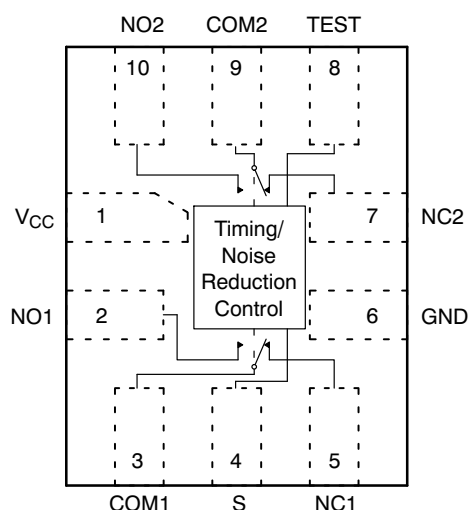 NO2 COM2 TEST
10 9 8
VCC 1 7 NC2
Timing/
Noise
Reduction
Control
NO1 2 6 GND
3 4 5
COM1 S NC1